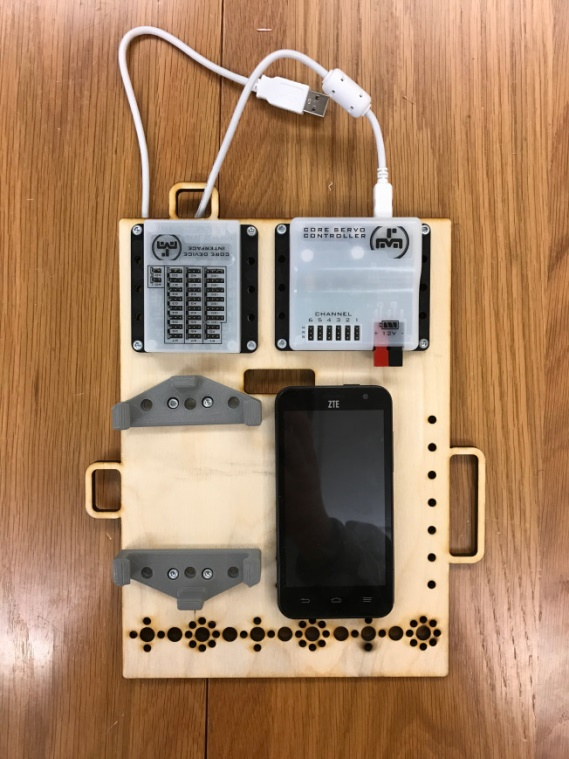 CORE DEVICE
INTERFACE
CORE SERVO
CONTROLLER
CHANNEL
6 5 4 3 2 1
+ 12V -
ZTE